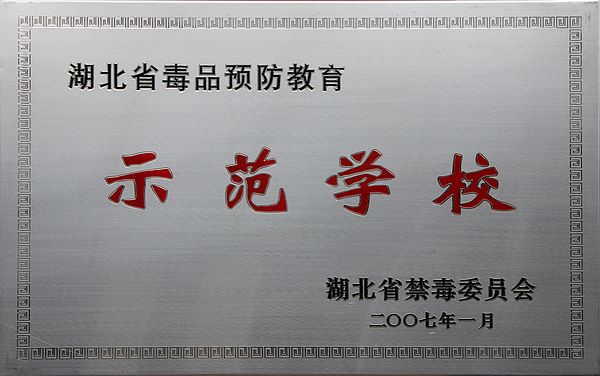 湖北省毒品预防教育
示范学校
湖北省禁毒委员会
二〇〇七年一月